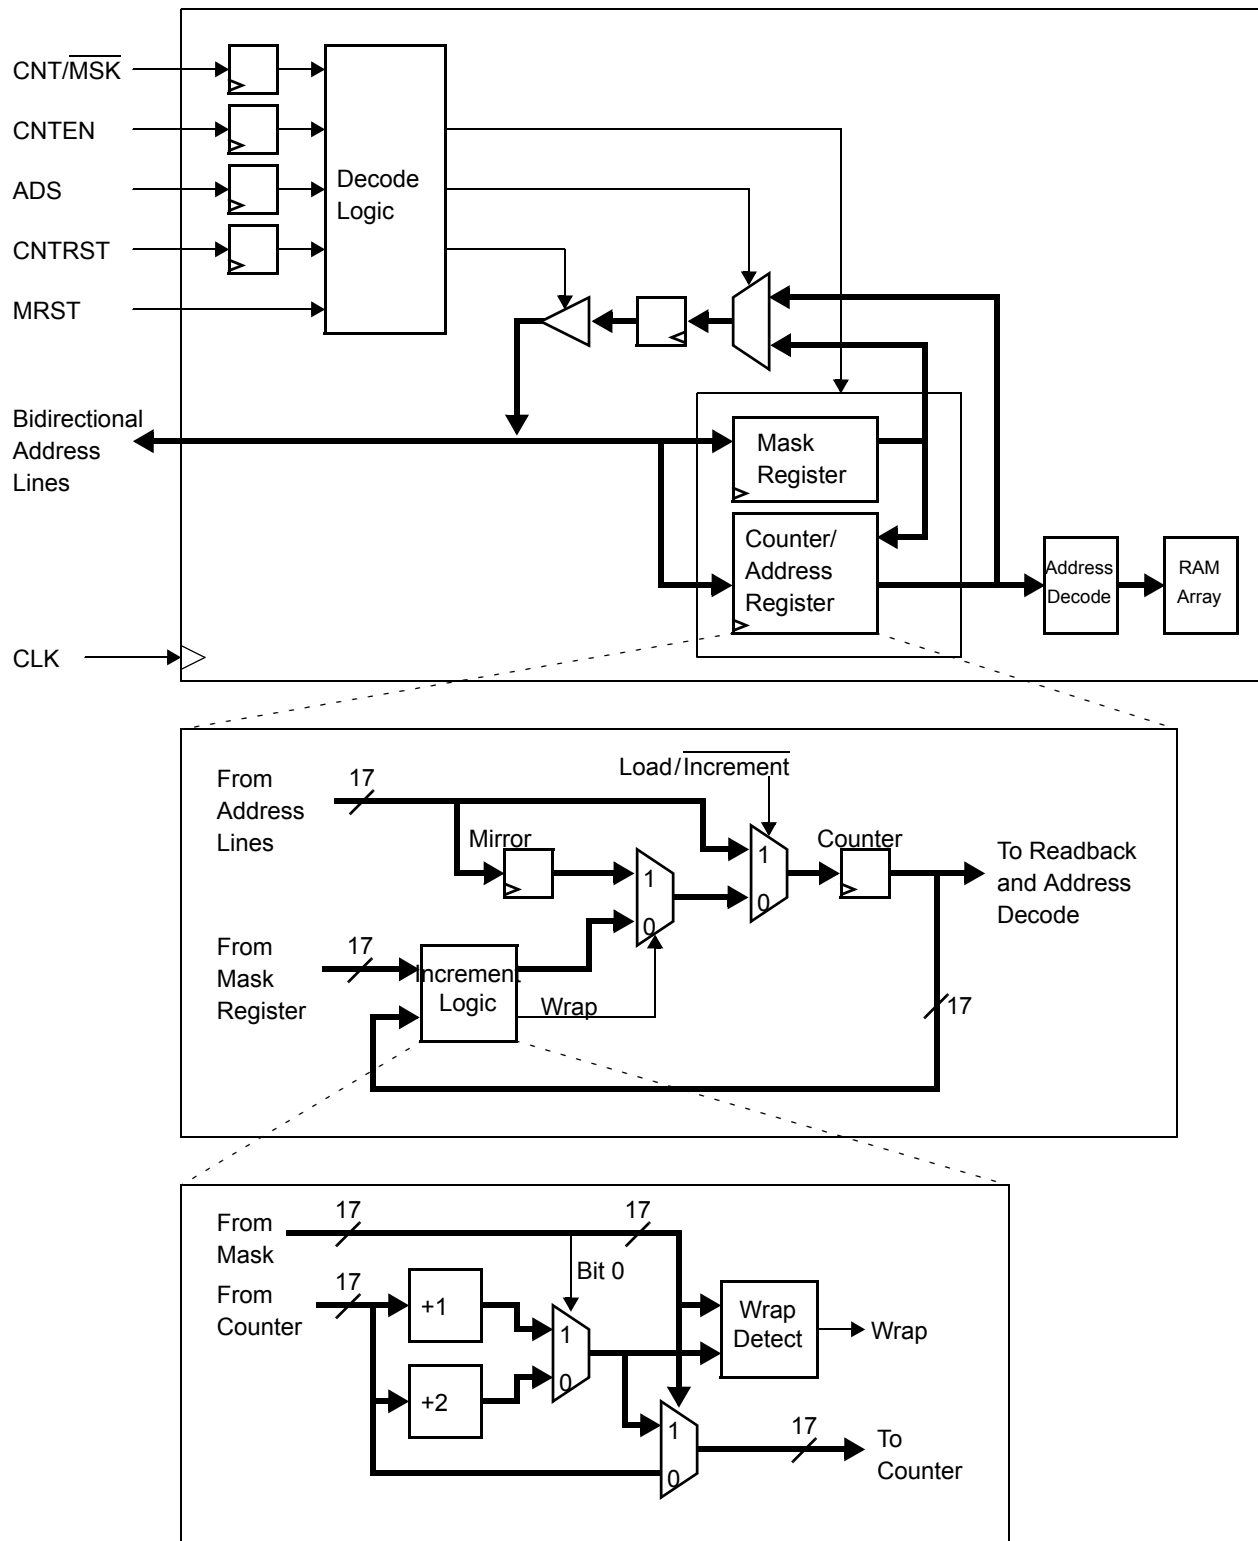 CNT/MSK
CNTEN
ADS
CNTRST
MRST
Decode
Logic
Bidirectional
Address
Lines
Mask
Register
Counter/
Address
Register
Address
Decode
RAM
Array
CLK
From
Address
Lines
17
Load/Increment
Mirror
1
0
1
0
Counter
To Readback
and Address
Decode
From
Mask
Register
17
Increment
Logic
Wrap
17
From
Mask
17
17
Bit 0
From
Counter
17
+1
+2
1
0
Wrap
Detect
Wrap
1
0
17
To
Counter